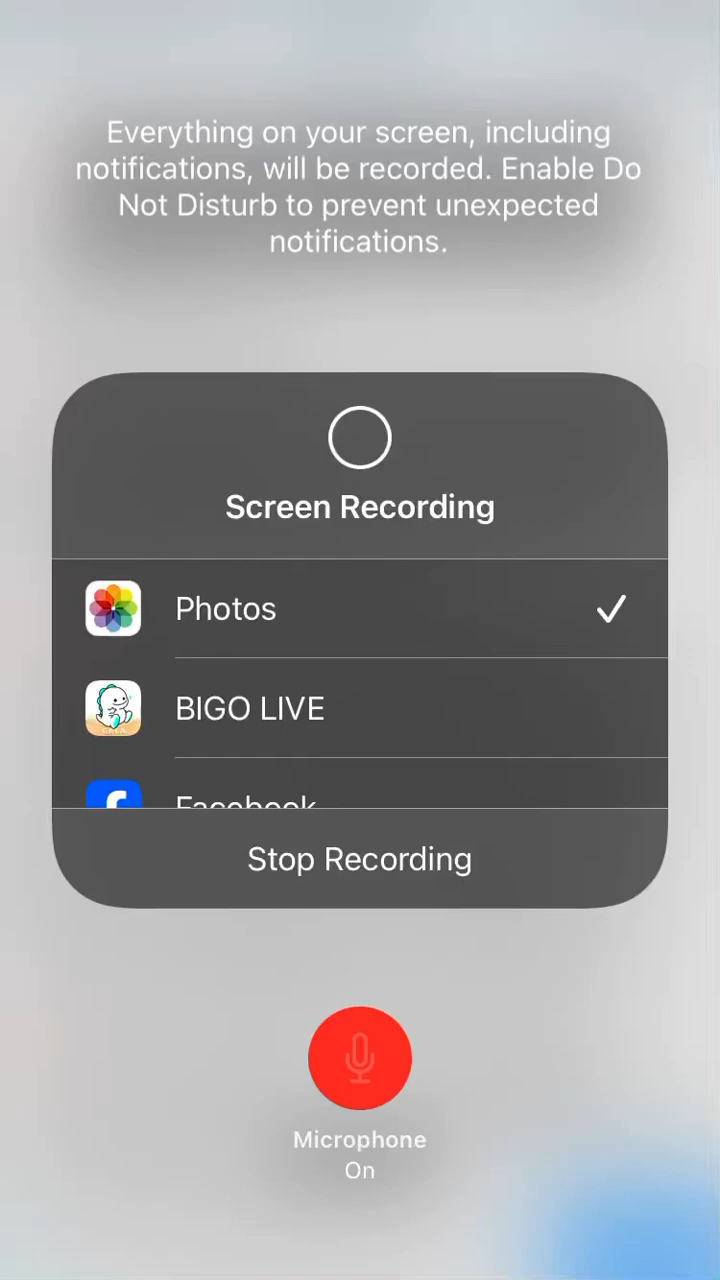 Everything on your screen, including
notifications, will be recorded. Enable Do
Not Disturb to prevent unexpected
notifications.
Screen Recording
Photos
BIGO LIVE
Facebook
Stop Recording
Microphone
On